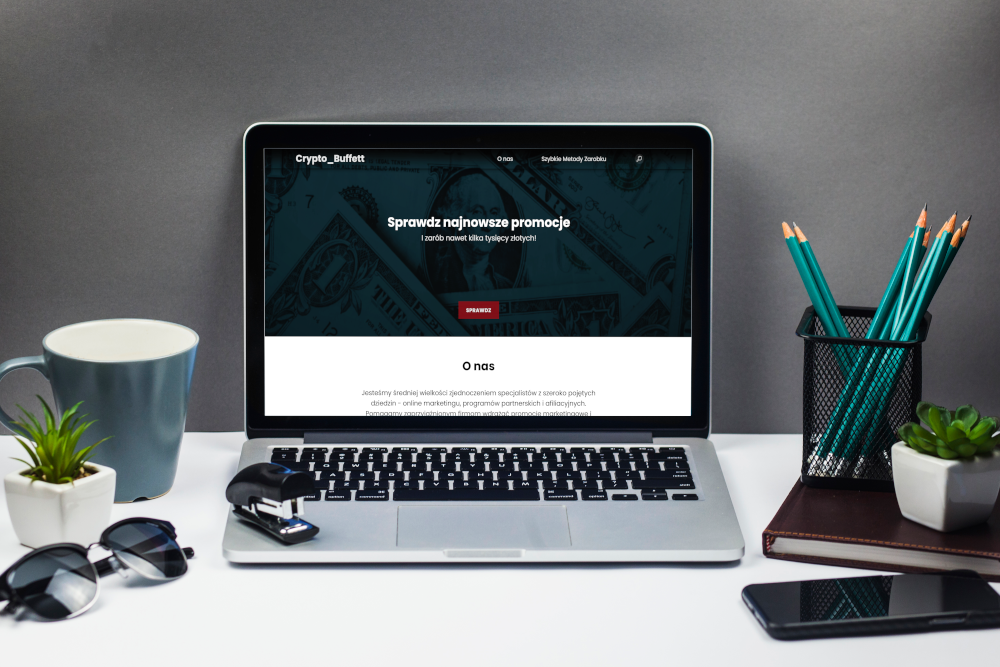 Crypto_Buffett
O nas
Szybkie Metody Zarobku
Sprawdz najnowsze promocje
I zarób nawet kilka tysięcy złotych!
SPRAWDZ
O nas
Jesteśmy średniej wielkości zjednoczeniem specjalistów z szeroko pojętych
dziedzin - online marketingu, programów partnerskich i afiliacyjnych.
Pomagamy zaprzyjaźnionym firmom wdrażać promocje marketingowe i